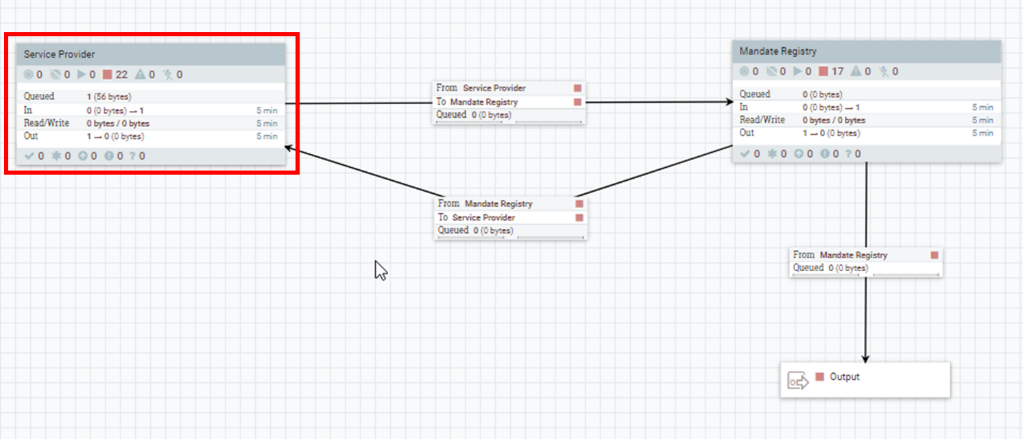 Service Provider
0 0 0 22 0 0
Queued 1 (56 bytes)
In 0 (0 bytes) → 1 5 min
Read/Write 0 bytes / 0 bytes 5 min
Out 1 → 0 (0 bytes) 5 min
0 0 0 0 ? 0
From Service Provider
To Mandate Registry
Queued 0 (0 bytes)
Mandate Registry
0 0 0 17 0 0
Queued 0 (0 bytes)
In 0 (0 bytes) → 1 5 min
Read/Write 0 bytes / 0 bytes 5 min
Out 1 → 0 (0 bytes) 5 min
0 0 0 0 ? 0
From Mandate Registry
To Service Provider
Queued 0 (0 bytes)
From Mandate Registry
Queued 0 (0 bytes)
Output